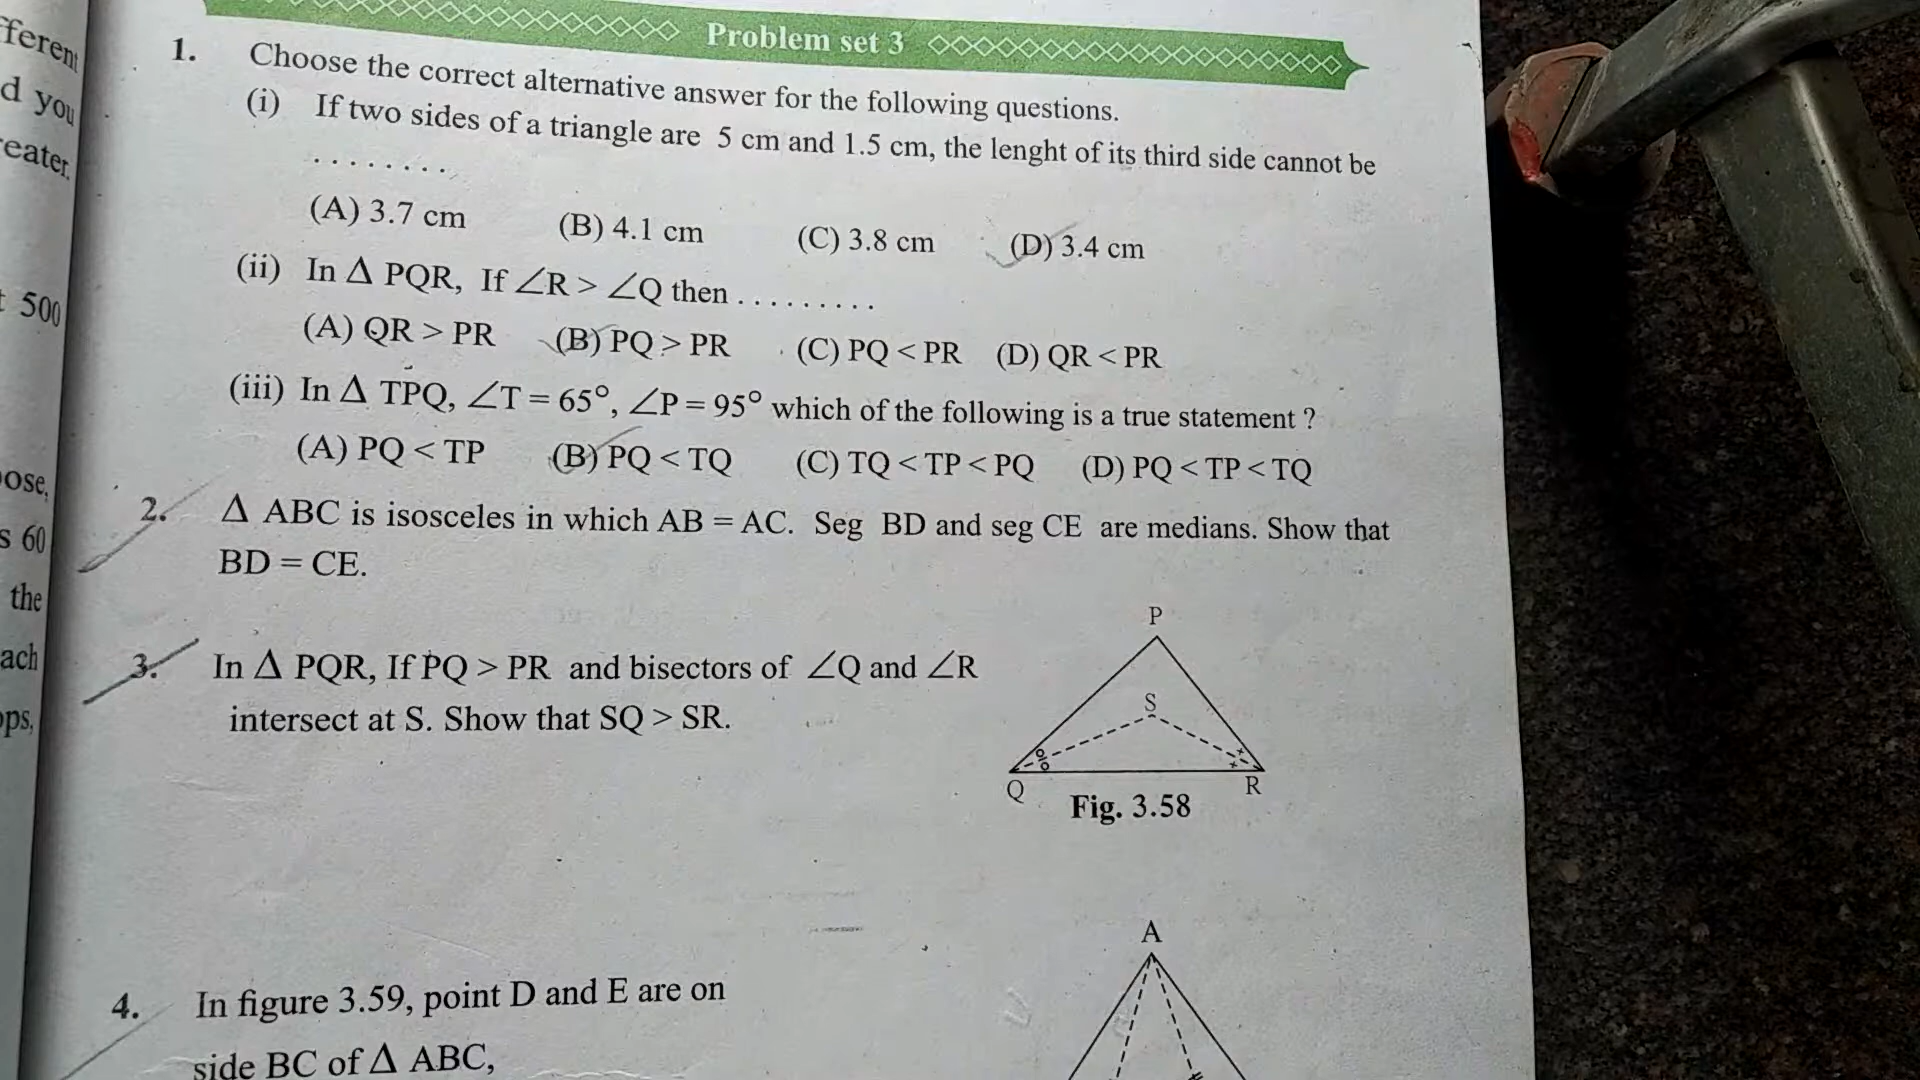 fferent
d you
reater.
t 500
ose,
s 60
the
ach
ops,
Problem set 3
1. Choose the correct alternative answer for the following questions.
(i) If two sides of a triangle are 5 cm and 1.5 cm, the lenght of its third side cannot be
. . . . . . . .
(A) 3.7 cm (B) 4.1 cm (C) 3.8 cm (D) 3.4 cm
(ii) In Δ PQR, If ∠R > ∠Q then . . . . . . . . .
(A) QR > PR (B) PQ > PR (C) PQ < PR (D) QR < PR
(iii) In Δ TPQ, ∠T = 65°, ∠P = 95° which of the following is a true statement ?
(A) PQ < TP (B) PQ < TQ (C) TQ < TP < PQ (D) PQ < TP < TQ
2. Δ ABC is isosceles in which AB = AC. Seg BD and seg CE are medians. Show that
BD = CE.
3. In Δ PQR, If PQ > PR and bisectors of ∠Q and ∠R
intersect at S. Show that SQ > SR.
P
S
Q R
Fig. 3.58
A
4. In figure 3.59, point D and E are on
side BC of Δ ABC,